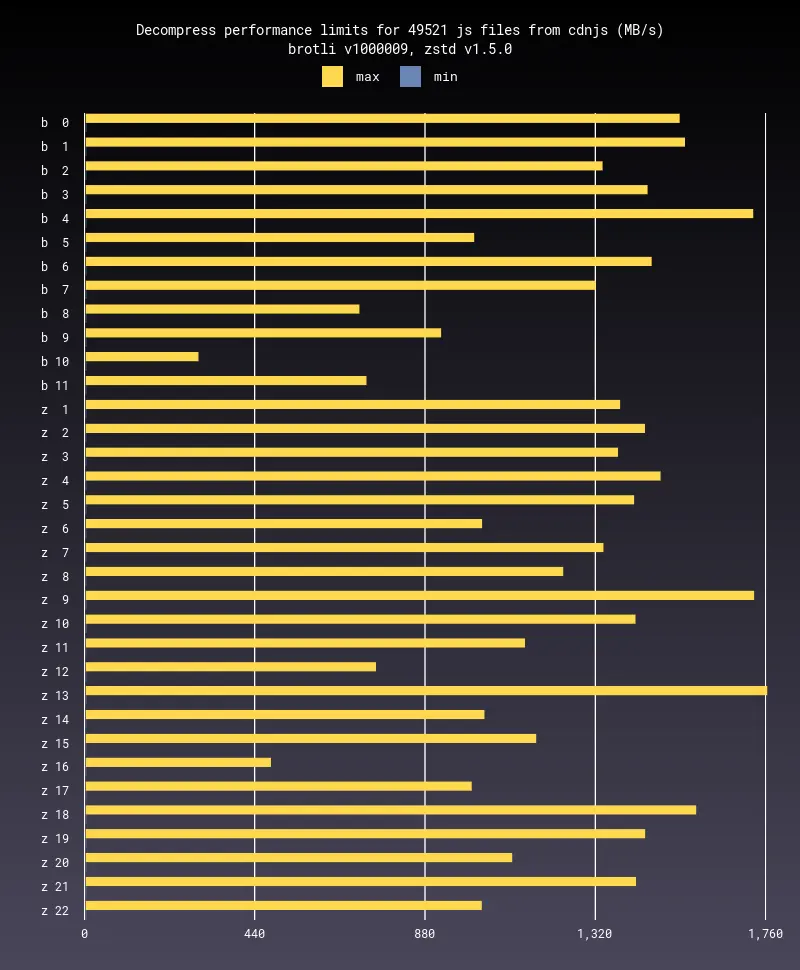 Decompress performance limits for 49521 js files from cdnjs (MB/s)
brotli v1000009, zstd v1.5.0
max min
b 0
b 1
b 2
b 3
b 4
b 5
b 6
b 7
b 8
b 9
b 10
b 11
z 1
z 2
z 3
z 4
z 5
z 6
z 7
z 8
z 9
z 10
z 11
z 12
z 13
z 14
z 15
z 16
z 17
z 18
z 19
z 20
z 21
z 22
0 440 880 1,320 1,760